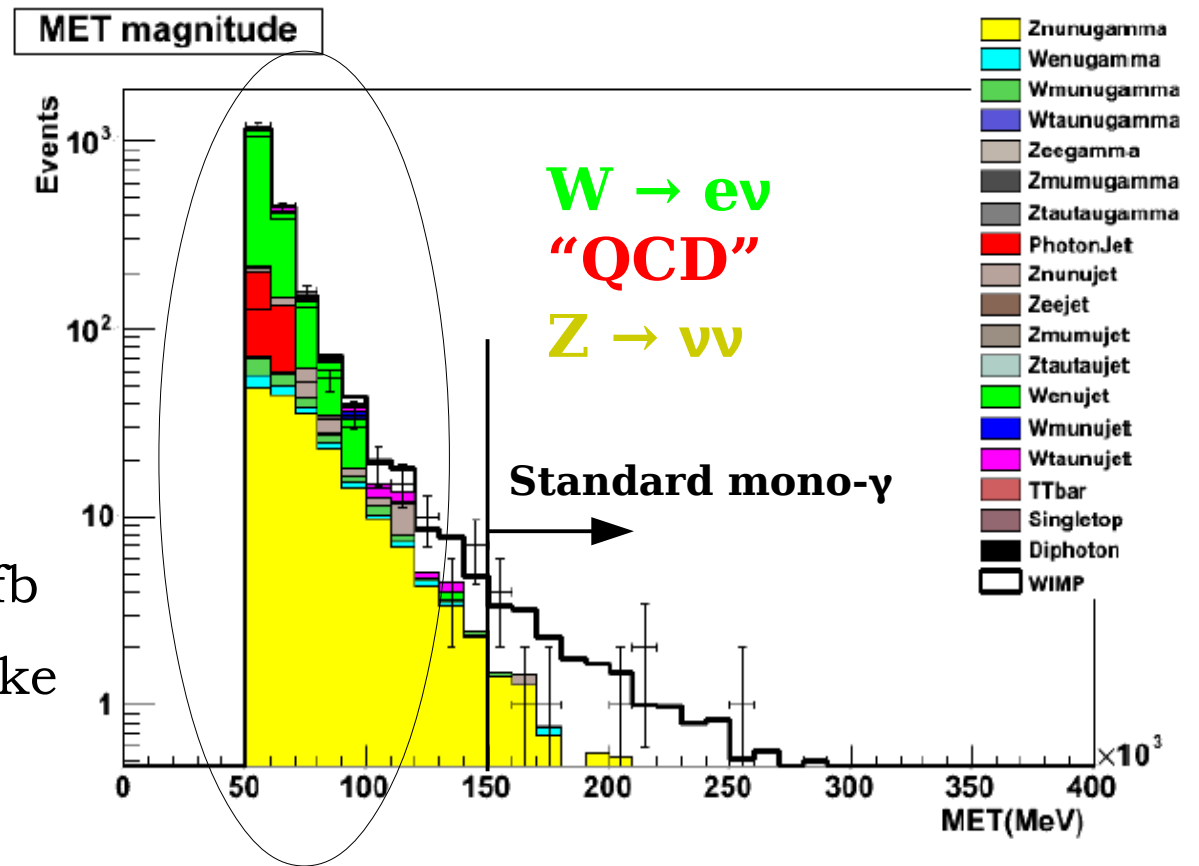 MET magnitude
Events
10³
10²
10
1
0 50 100 150 200 250 300 350 400
×10³
MET(MeV)
W → eν
“QCD”
Z → νν
Standard mono-γ
fb
ke
Znunugamma
Wenugamma
Wmunugamma
Wtaunugamma
Zeegamma
Zmumugamma
Ztautaugamma
PhotonJet
Znunujet
Zeejet
Zmumujet
Ztautaujet
Wenujet
Wmunujet
Wtaunujet
TTbar
Singletop
Diphoton
WIMP